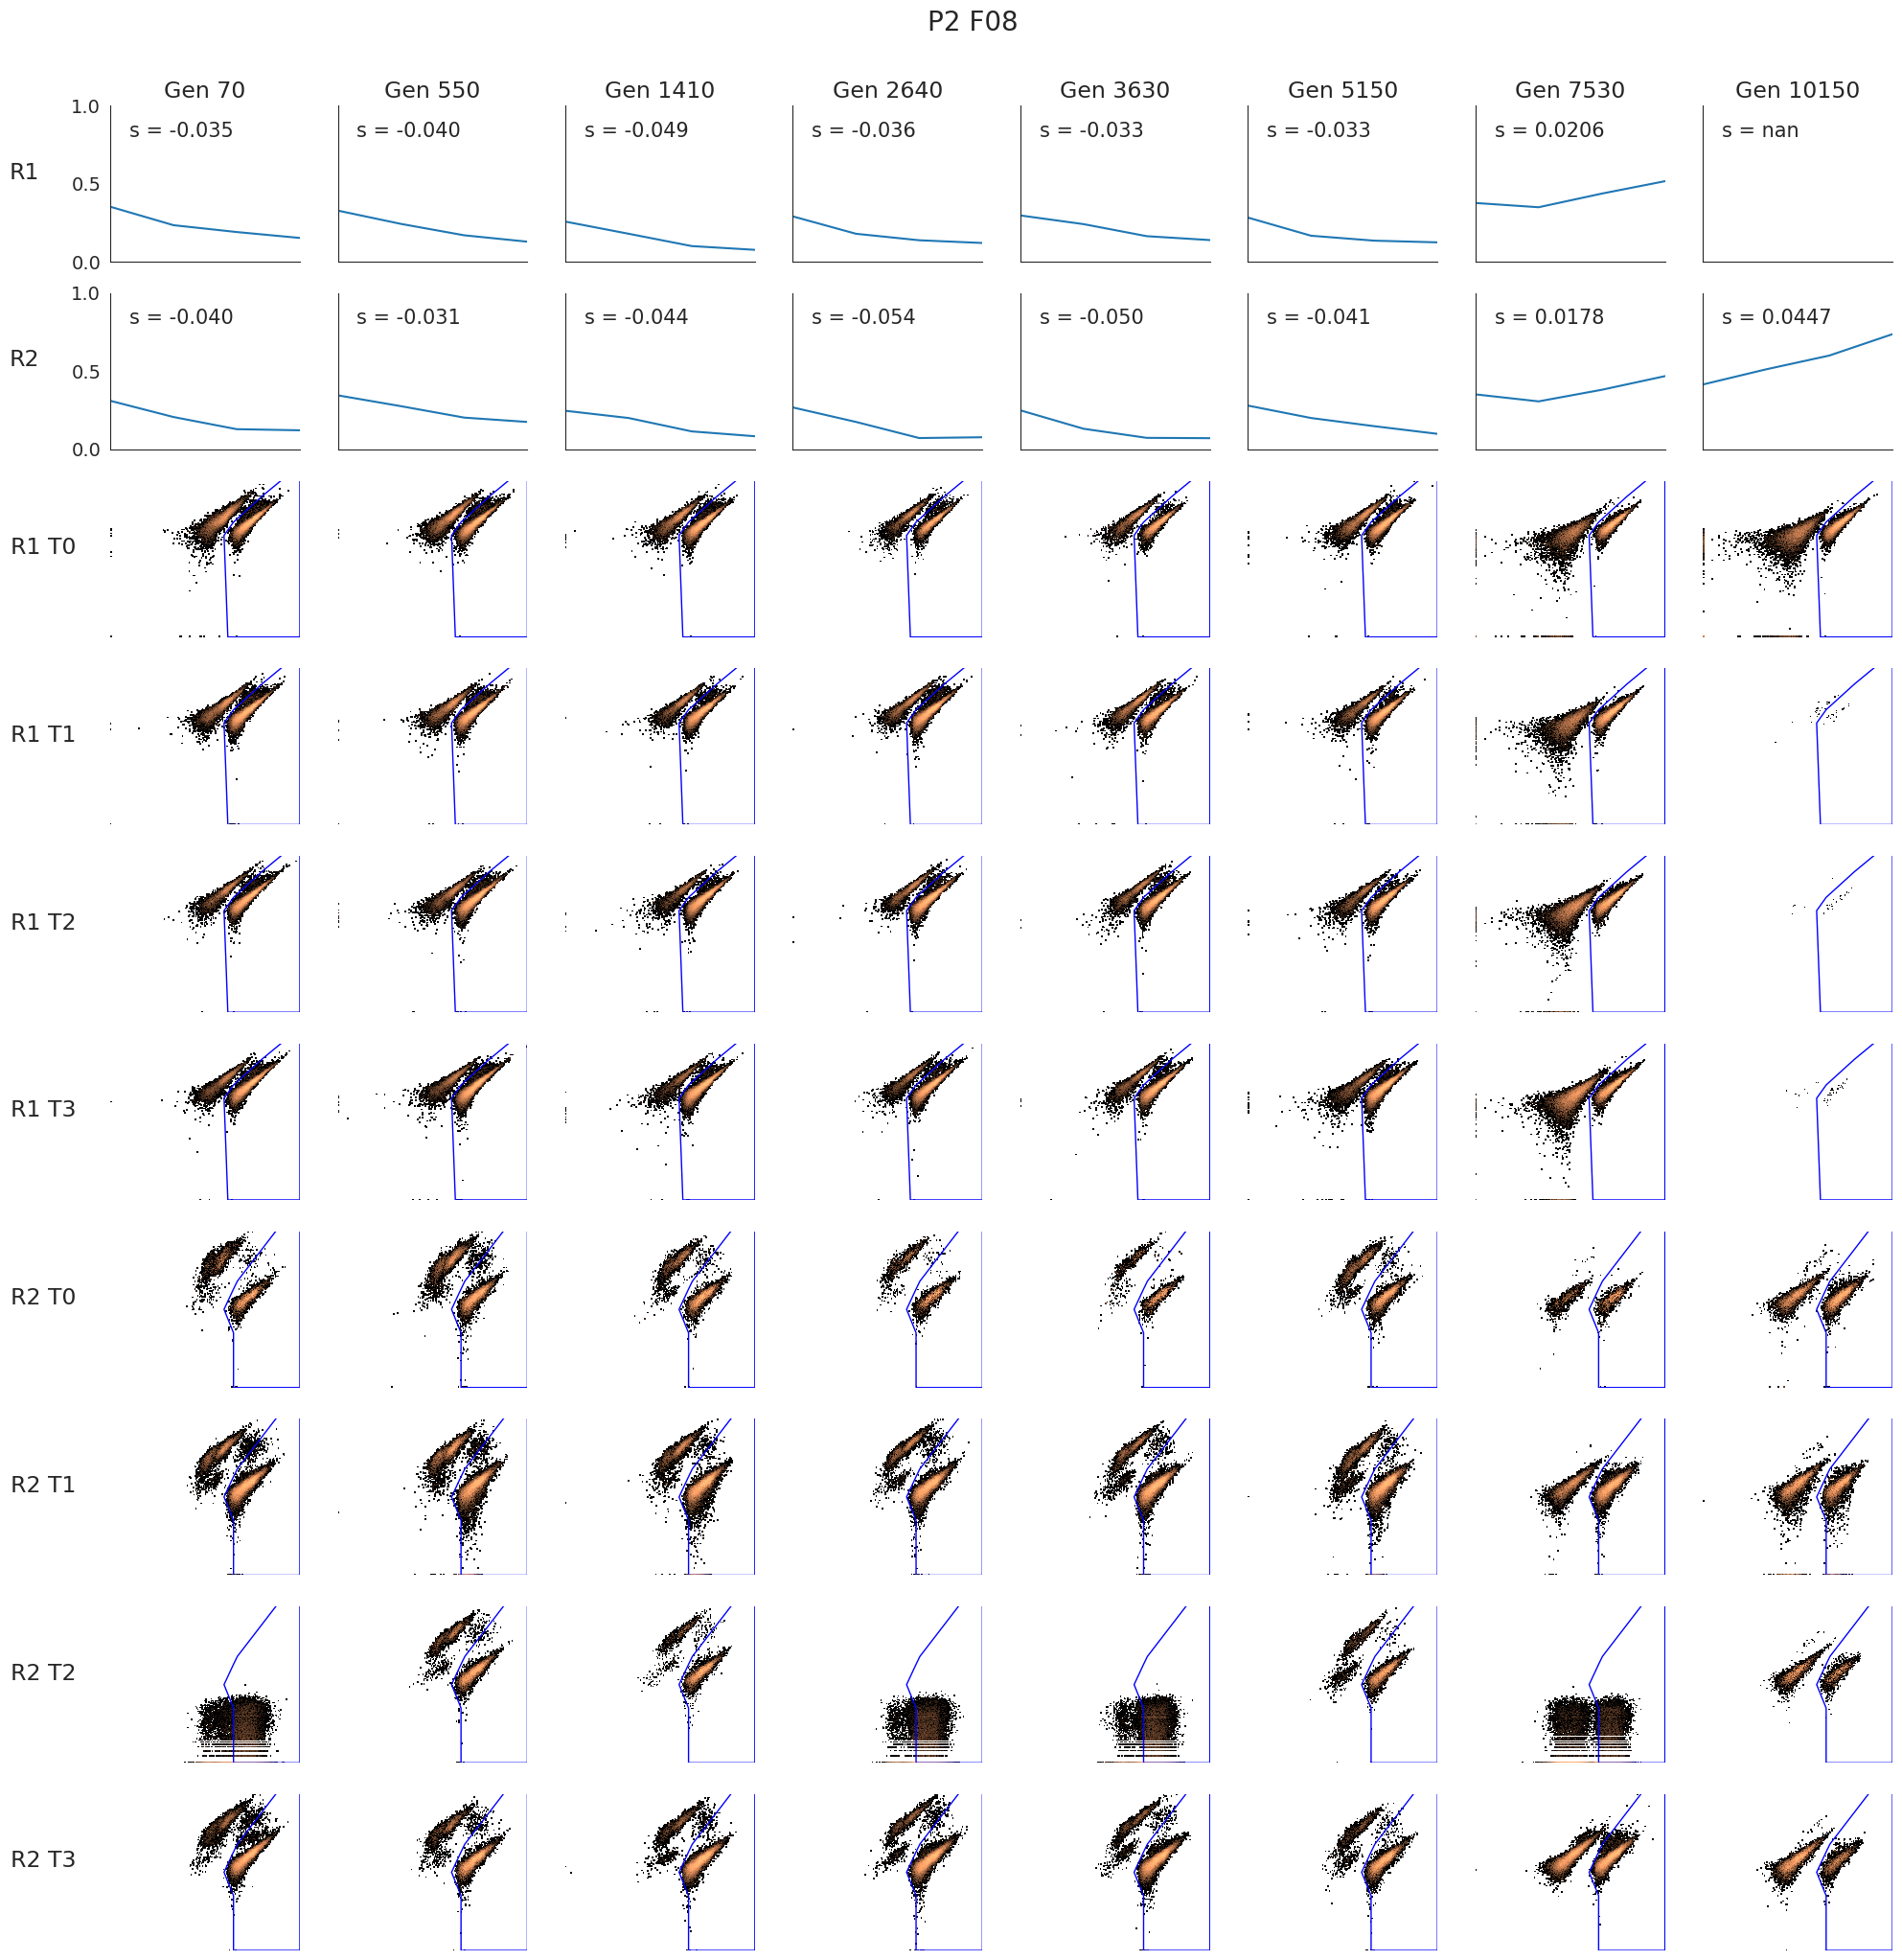 P2 F08
Gen 70 Gen 550 Gen 1410 Gen 2640 Gen 3630 Gen 5150 Gen 7530 Gen 10150
1.0
s = -0.035 s = -0.040 s = -0.049 s = -0.036 s = -0.033 s = -0.033 s = 0.0206 s = nan
R1
0.5
0.0
1.0
s = -0.040 s = -0.031 s = -0.044 s = -0.054 s = -0.050 s = -0.041 s = 0.0178 s = 0.0447
R2
0.5
0.0
R1 T0
R1 T1
R1 T2
R1 T3
R2 T0
R2 T1
R2 T2
R2 T3